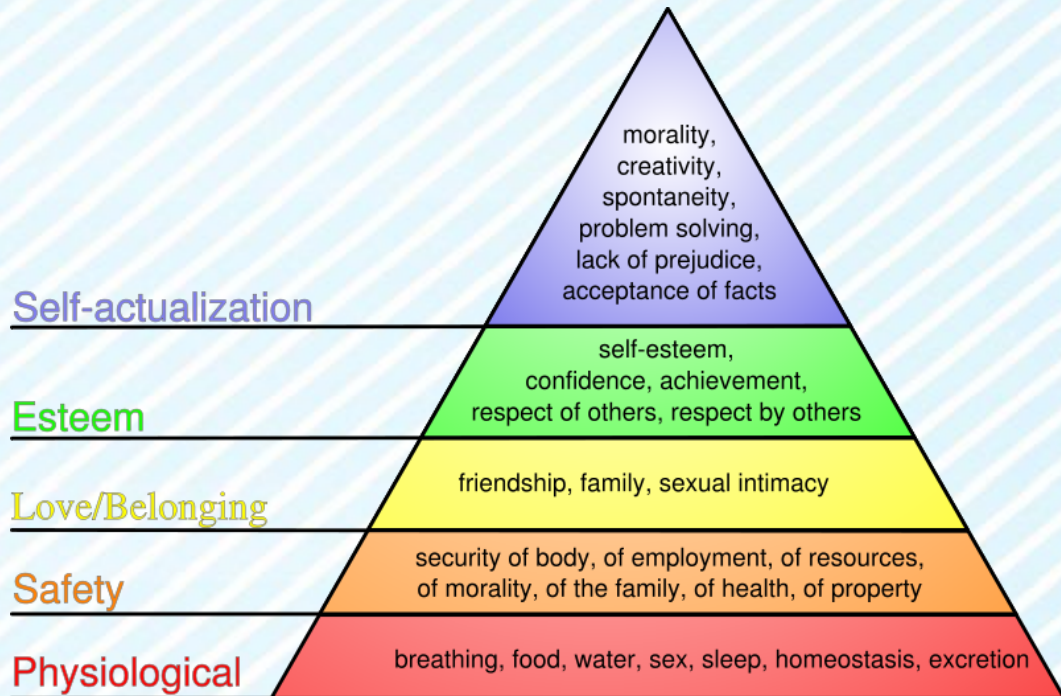 morality,
creativity,
spontaneity,
problem solving,
lack of prejudice,
acceptance of facts
Self-actualization
self-esteem,
confidence, achievement,
respect of others, respect by others
Esteem
friendship, family, sexual intimacy
Love/Belonging
security of body, of employment, of resources,
of morality, of the family, of health, of property
Safety
breathing, food, water, sex, sleep, homeostasis, excretion
Physiological